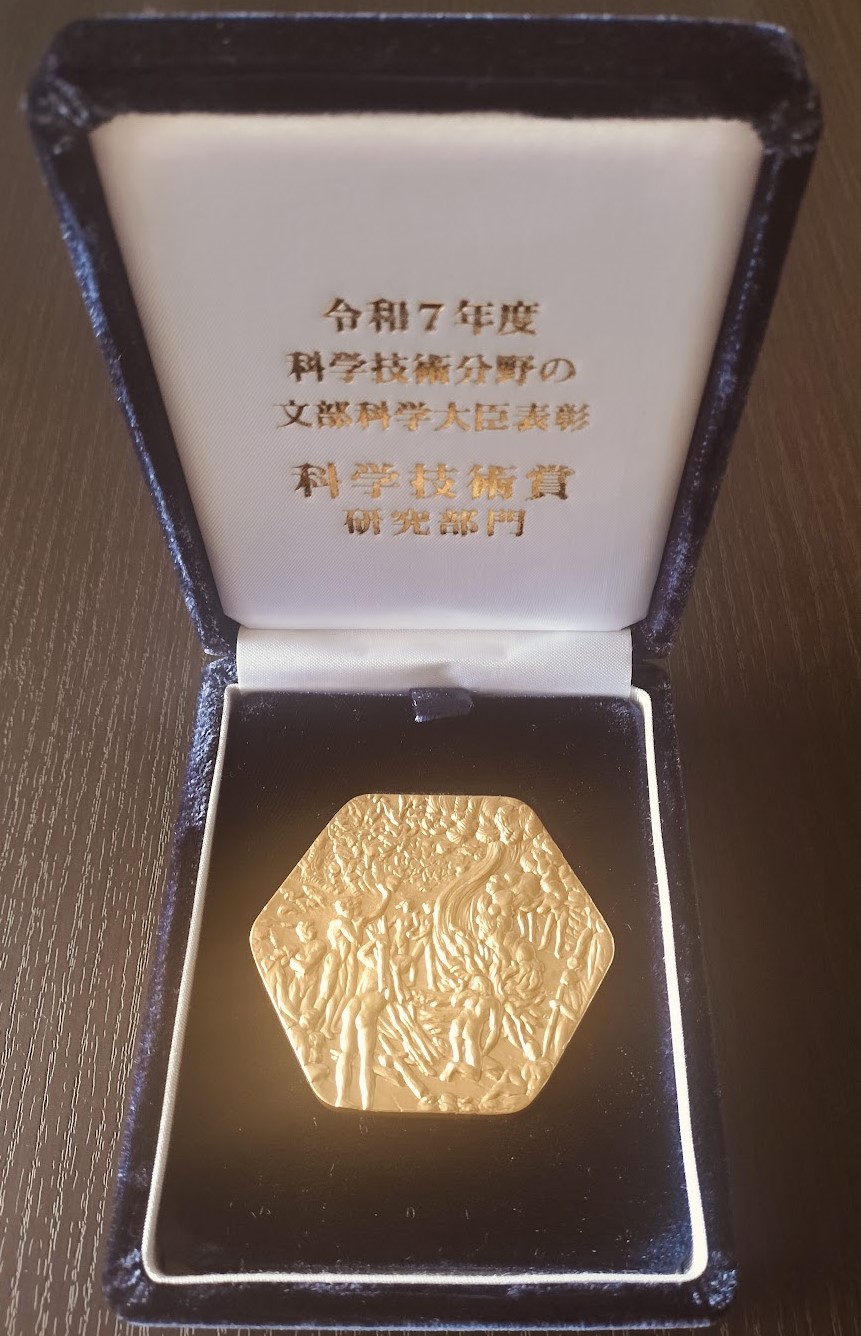 令和7年度
科学技術分野の
文部科学大臣表彰
科学技術賞
研究部門